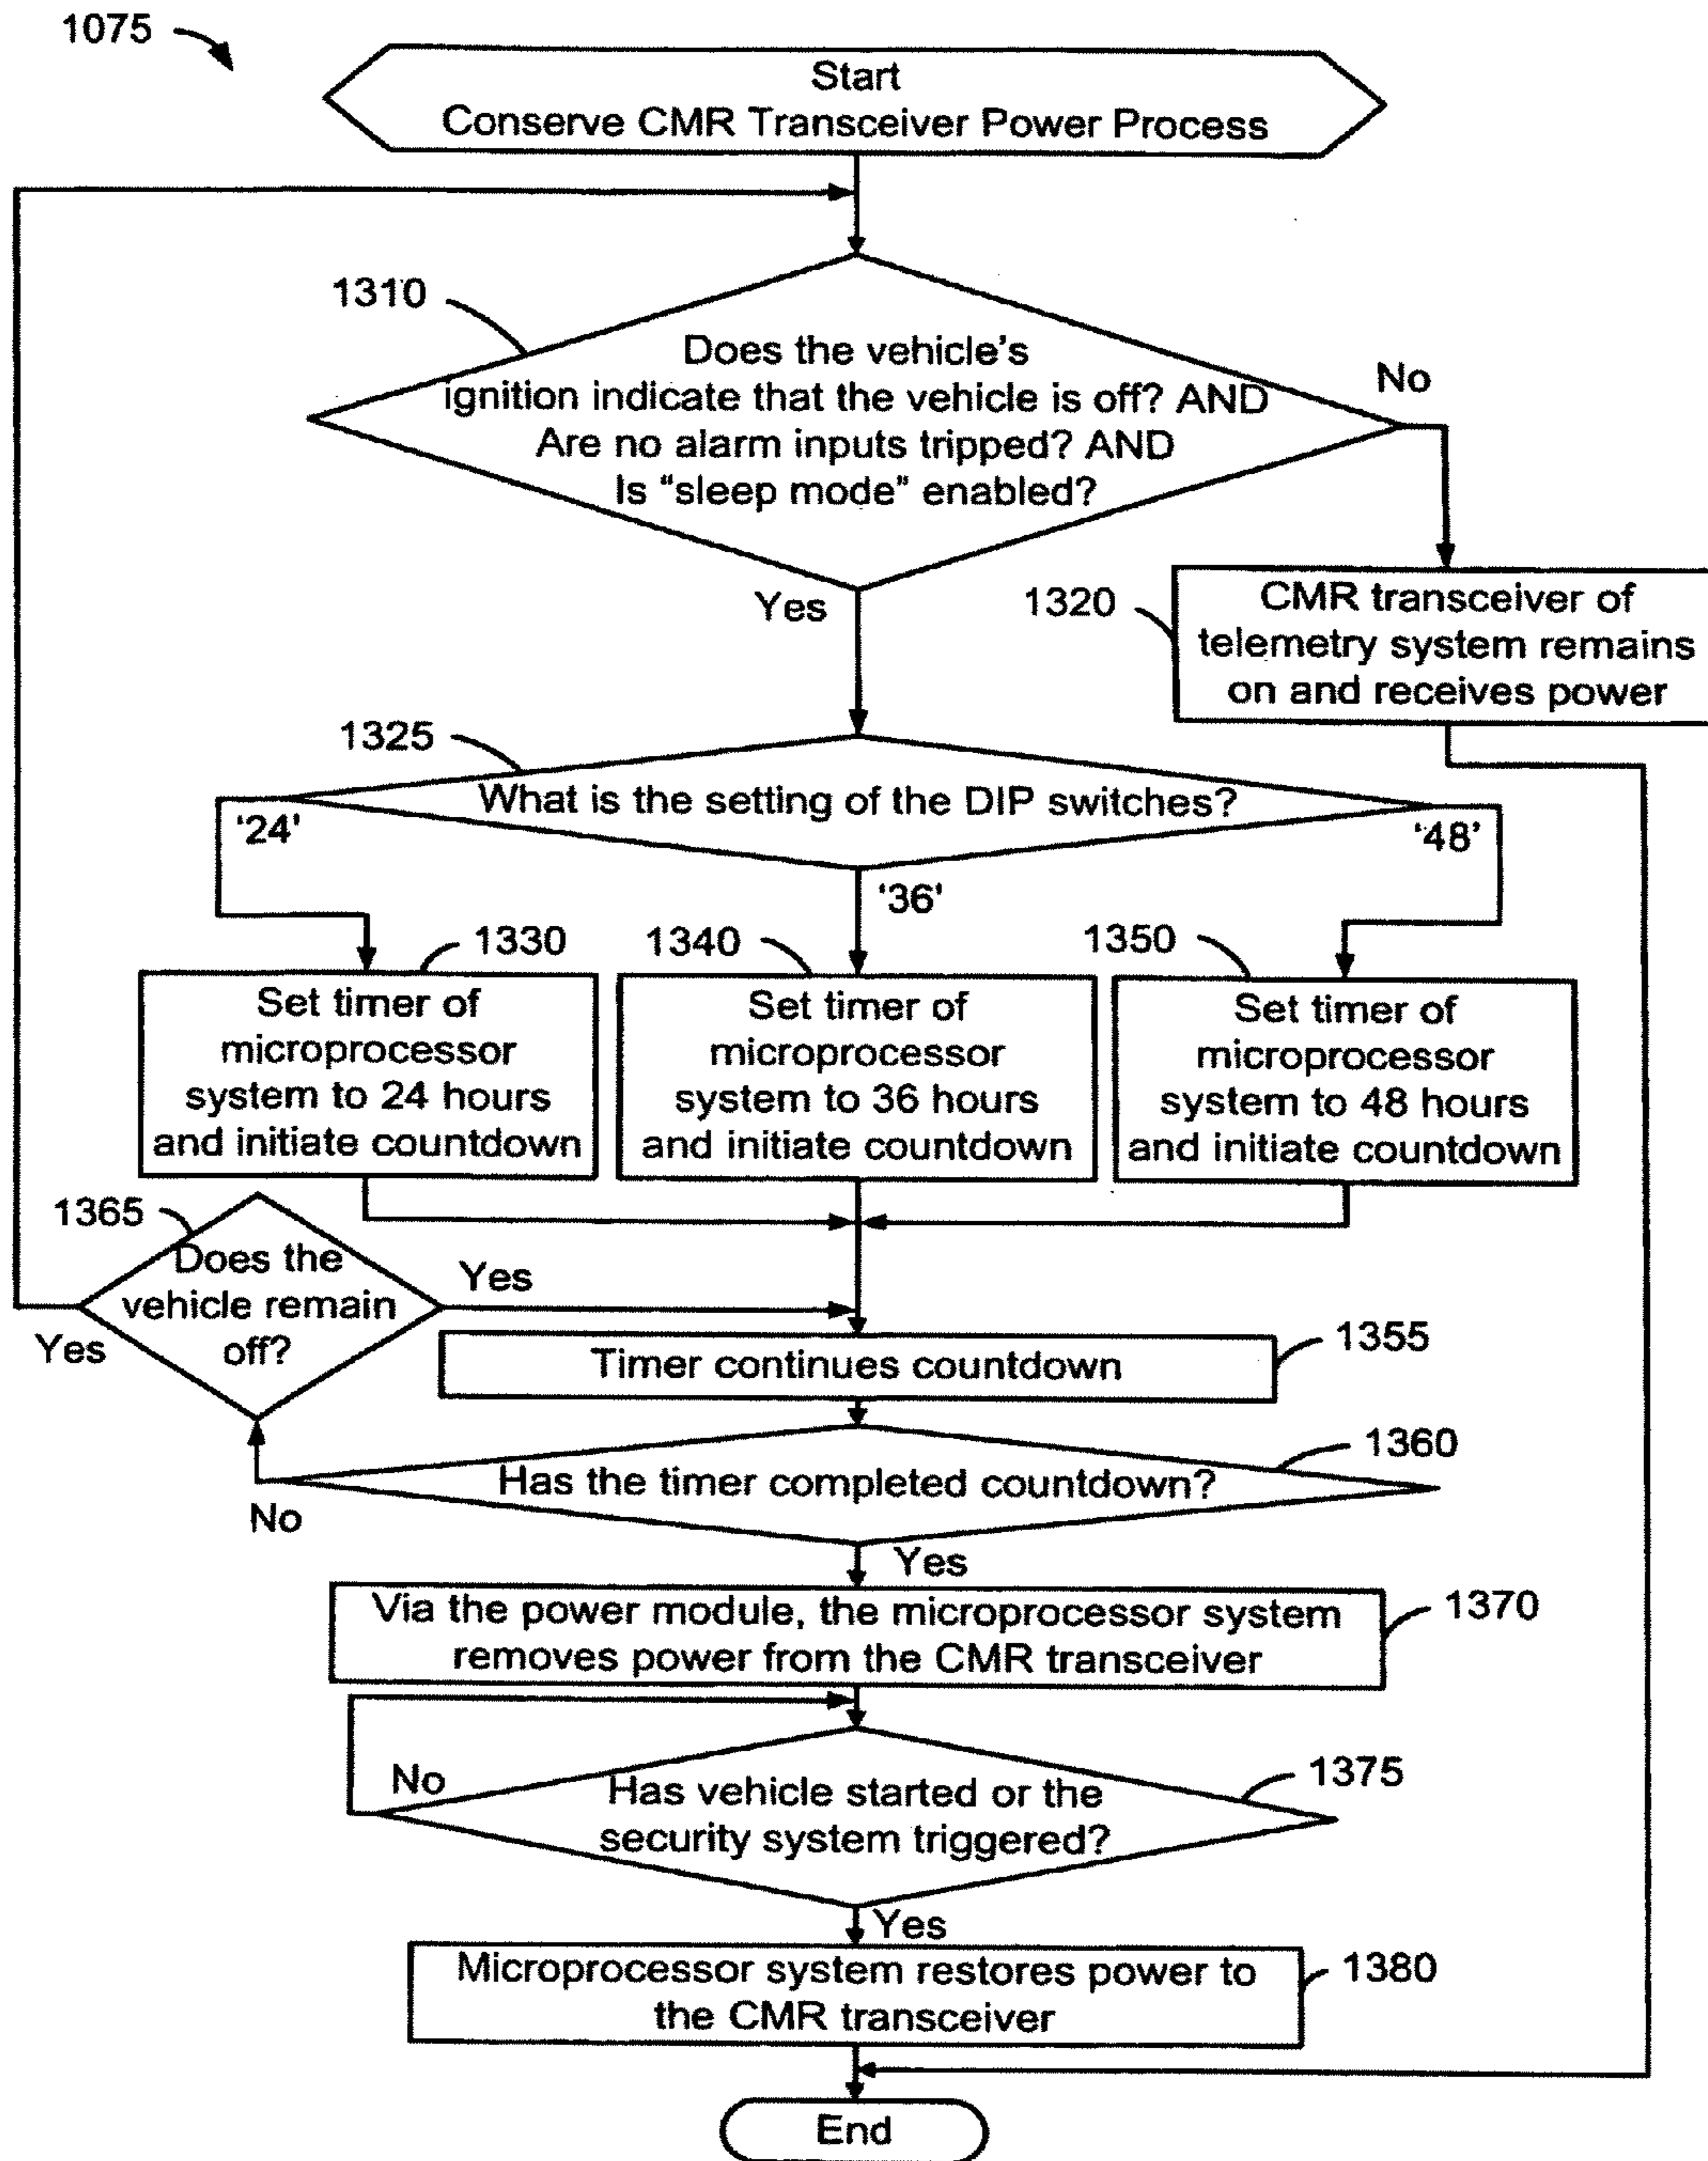 1075
Start
Conserve CMR Transceiver Power Process
1310
Does the vehicle's
ignition indicate that the vehicle is off? AND
Are no alarm inputs tripped? AND
Is “sleep mode” enabled?
No
Yes
1320
CMR transceiver of
telemetry system remains
on and receives power
1325
What is the setting of the DIP switches?
'24'
'36'
'48'
1330
Set timer of
microprocessor
system to 24 hours
and initiate countdown
1340
Set timer of
microprocessor
system to 36 hours
and initiate countdown
1350
Set timer of
microprocessor
system to 48 hours
and initiate countdown
1365
Does the
vehicle remain
off?
Yes
Yes
Timer continues countdown
1355
Has the timer completed countdown?
1360
No
Yes
Via the power module, the microprocessor system
removes power from the CMR transceiver
1370
No
Has vehicle started or the
security system triggered?
1375
Yes
Microprocessor system restores power to
the CMR transceiver
1380
End